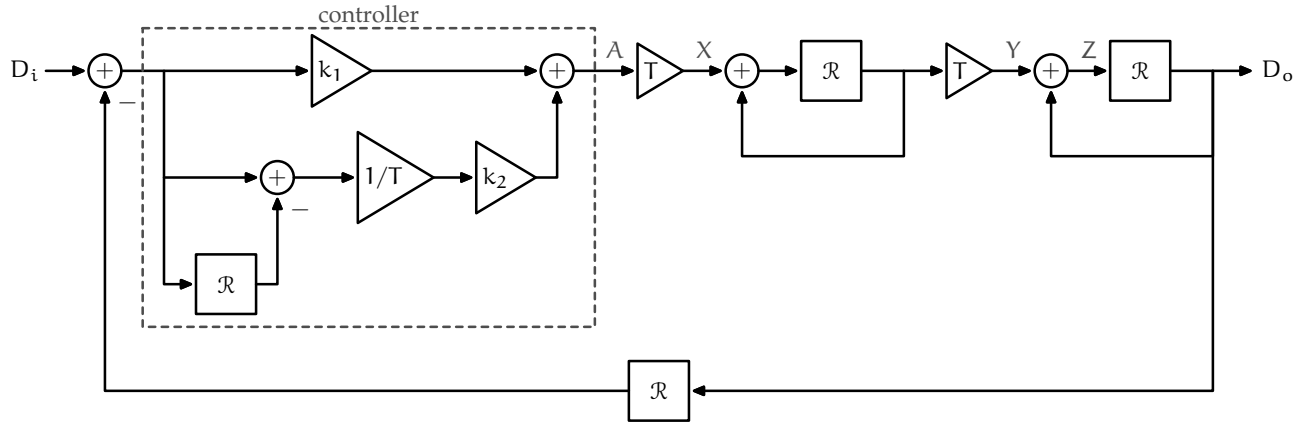 controller
Dᵢ + − k₁ + A T X + ℛ T Y + Z ℛ Dₒ
+ − 1/T k₂
ℛ
ℛ